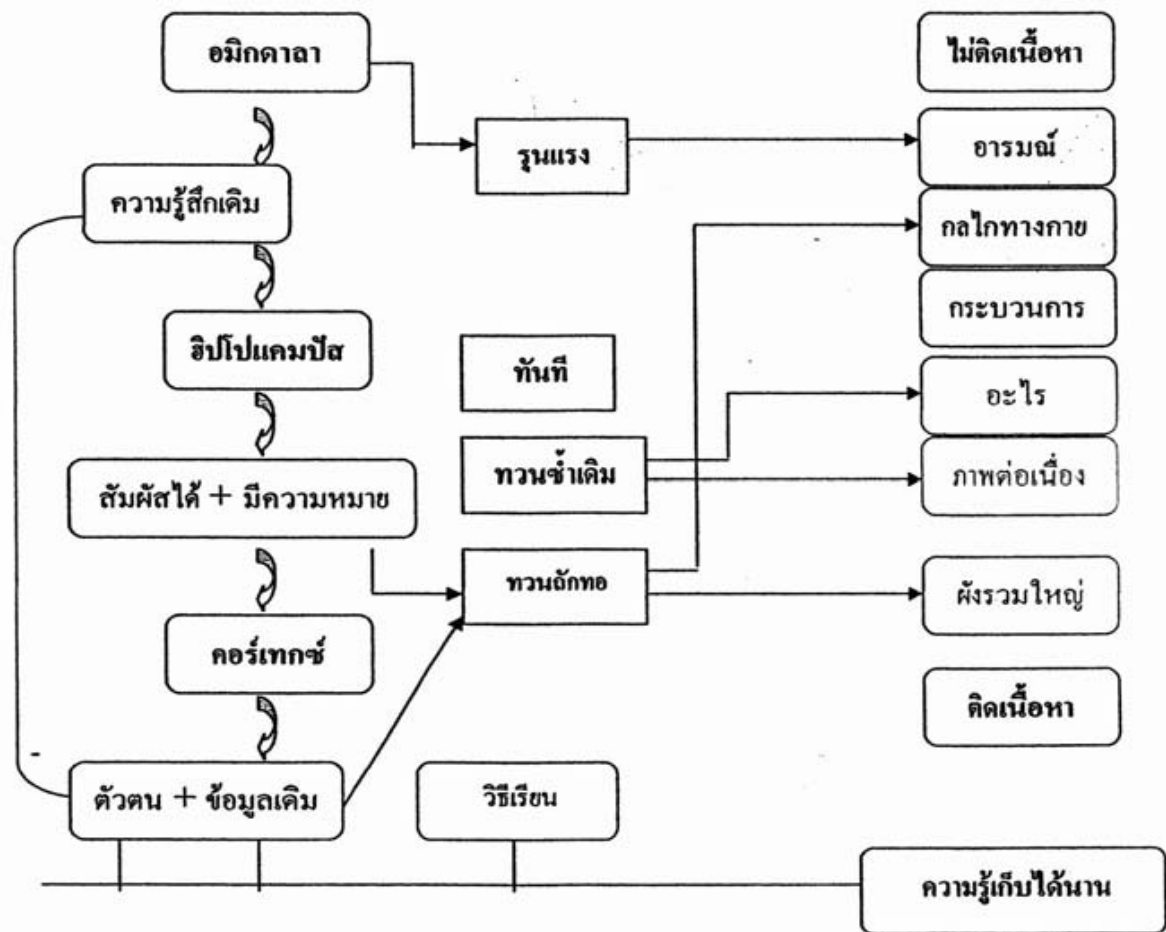 อมิกดาลา
ไม่ติดเนื้อหา
รุนแรง
อารมณ์
ความรู้สึกเดิม
กลไกทางกาย
กระบวนการ
ฮิปโปแคมปัส
ทันที
อะไร
ทวนซ้ำเดิม
ภาพต่อเนื่อง
สัมผัสได้ + มีความหมาย
ทวนถักทอ
ผังรวมใหญ่
คอร์เทกซ์
ติดเนื้อหา
ตัวตน + ข้อมูลเดิม
วิธีเรียน
ความรู้เก็บได้นาน